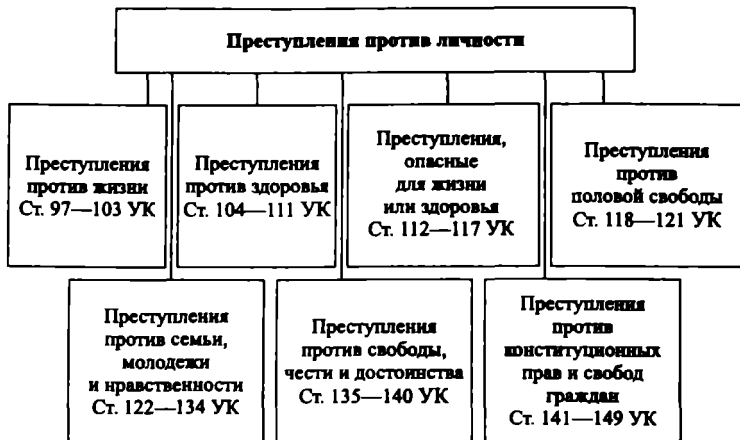 Преступления против личности
Преступления
против жизни
Ст. 97—103 УК
Преступления
против здоровья
Ст. 104—111 УК
Преступления,
опасные
для жизни
или здоровья
Ст. 112—117 УК
Преступления
против
половой свободы
Ст. 118—121 УК
Преступления
против семьи,
молодежи
и нравственности
Ст. 122—134 УК
Преступления
против свободы,
чести и достоинства
Ст. 135—140 УК
Преступления
против
конституционных
прав и свобод
граждан
Ст. 141—149 УК